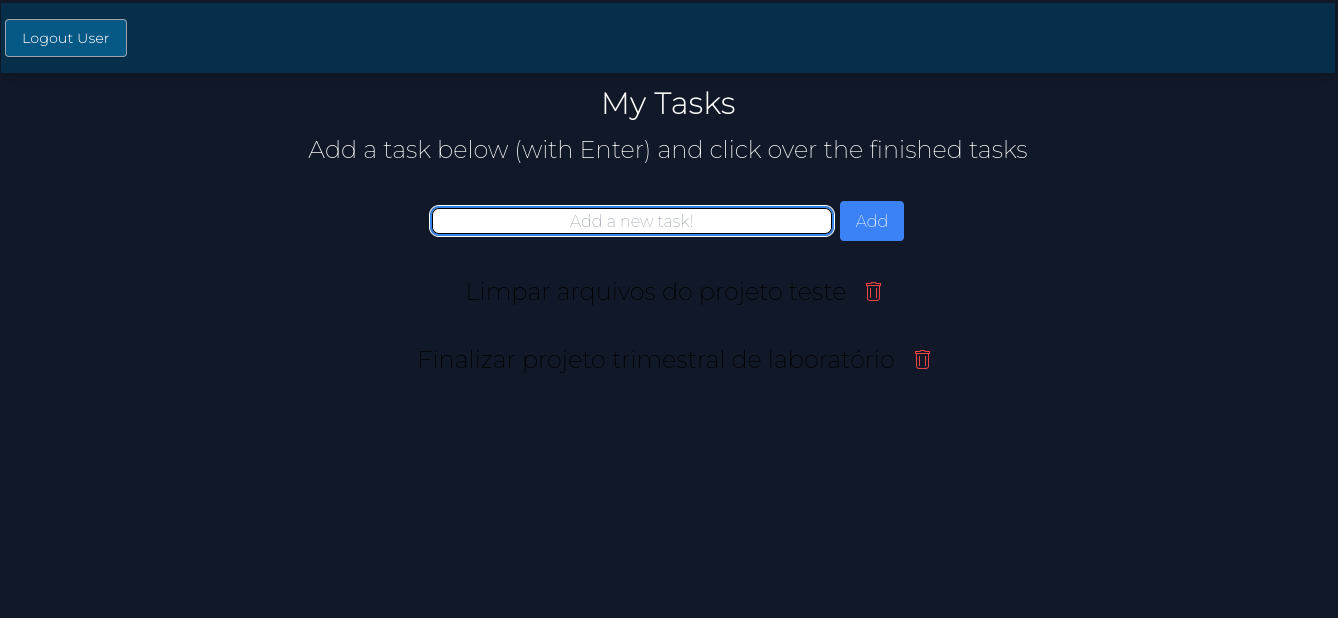 Logout User
My Tasks
Add a task below (with Enter) and click over the finished tasks
Add a new task!
Add
Limpar arquivos do projeto teste
Finalizar projeto trimestral de laboratório